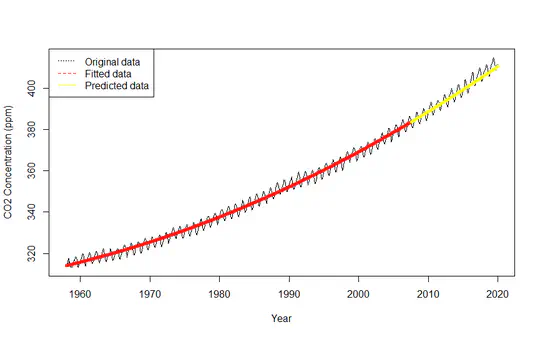 Original data
Fitted data
Predicted data
CO2 Concentration (ppm)
400
380
360
340
320
1960 1970 1980 1990 2000 2010 2020
Year